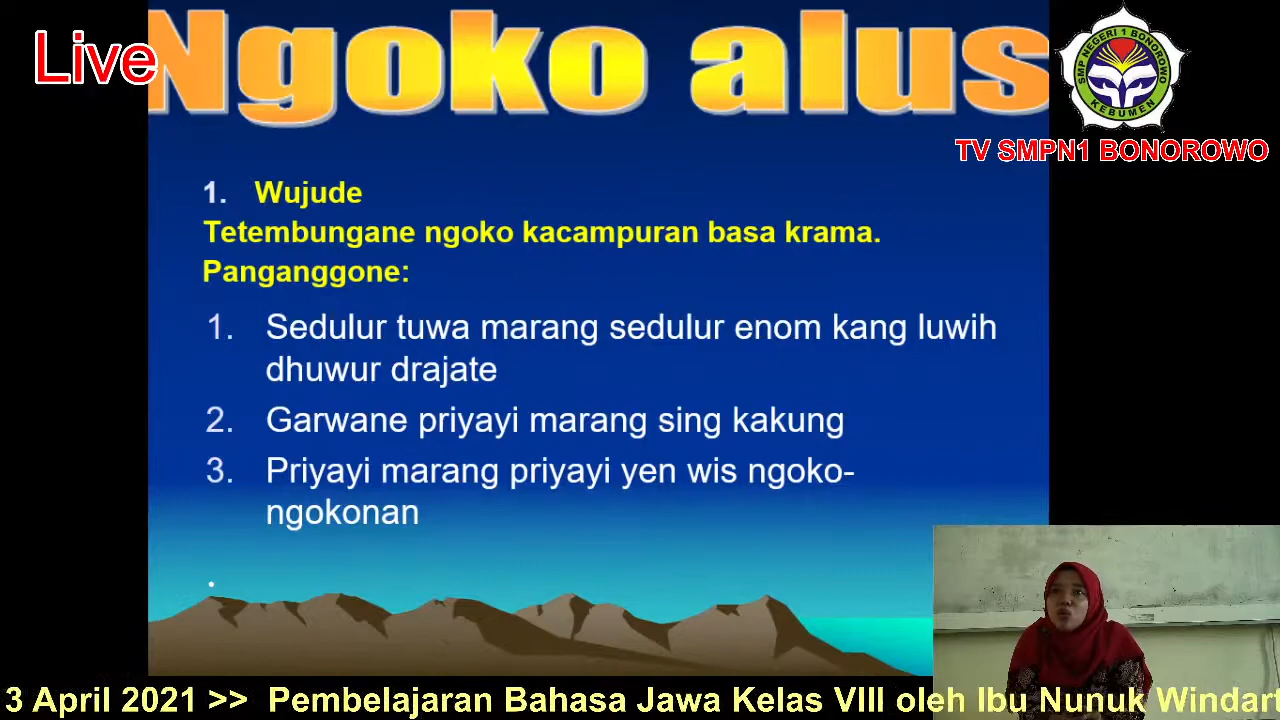 Live
Ngoko alus
SMP NEGERI 1 BONOROWO
KEBUMEN
TV SMPN1 BONOROWO
1. Wujude
Tetembungane ngoko kacampuran basa krama.
Panganggone:
1. Sedulur tuwa marang sedulur enom kang luwih
dhuwur drajate
2. Garwane priyayi marang sing kakung
3. Priyayi marang priyayi yen wis ngoko-
ngokonan
.
3 April 2021 >> Pembelajaran Bahasa Jawa Kelas VIII oleh Ibu Nunuk Windart